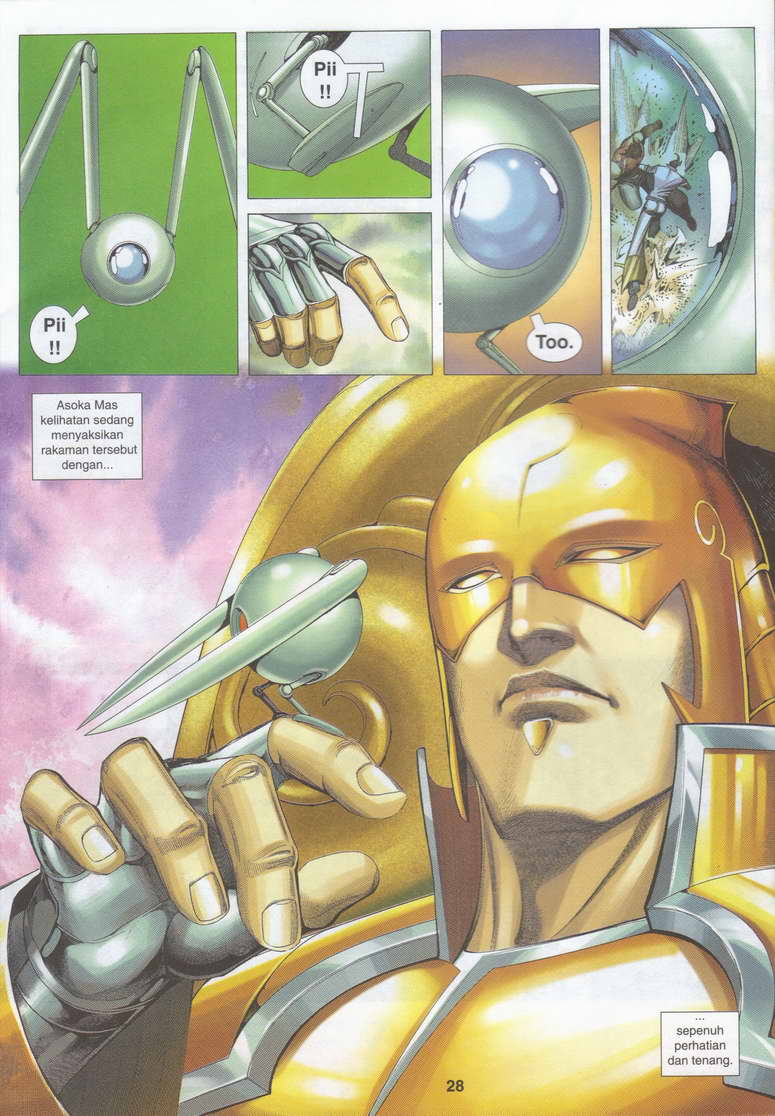 Pii
!!
Pii
!!
Too.
Asoka Mas
kelihatan sedang
menyaksikan
rakaman tersebut
dengan...
...
sepenuh
perhatian
dan tenang.
28